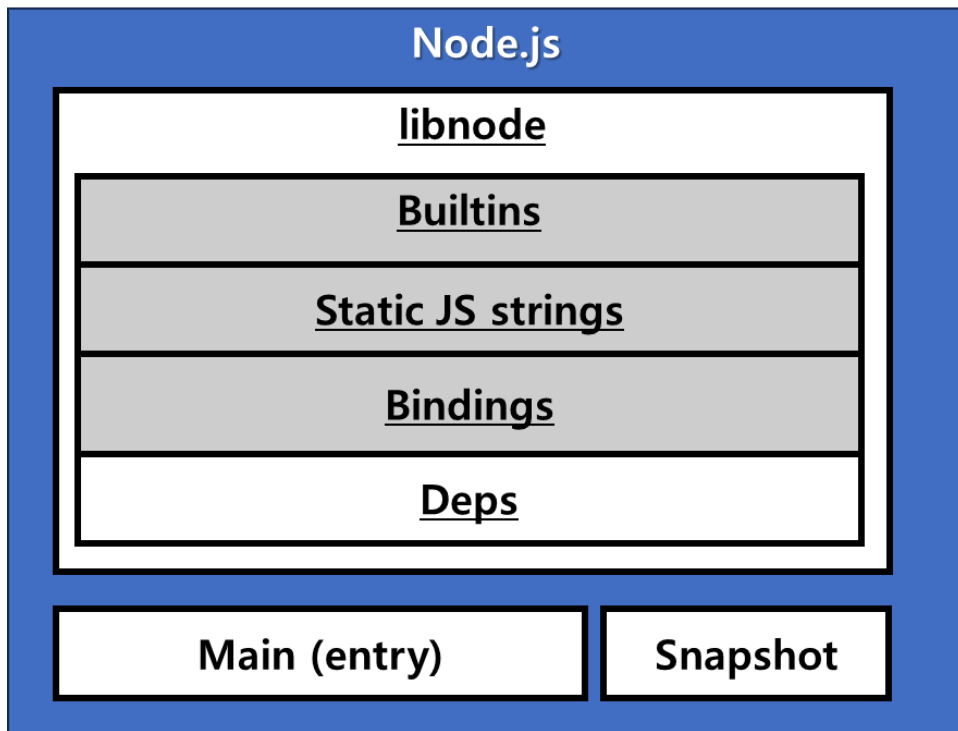 Node.js
libnode
Builtins
Static JS strings
Bindings
Deps
Main (entry)
Snapshot